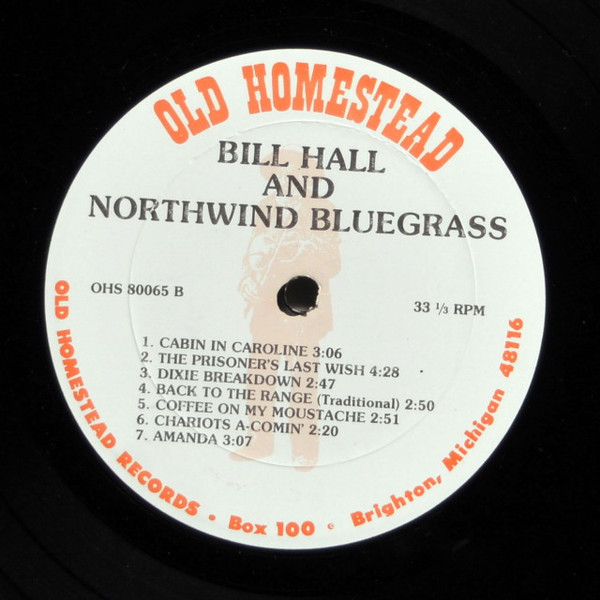 OLD HOMESTEAD
BILL HALL
AND
NORTHWIND BLUEGRASS
OHS 80065 B
33 ⅓ RPM
1. CABIN IN CAROLINE 3:06
2. THE PRISONER'S LAST WISH 4:28
3. DIXIE BREAKDOWN 2:47
4. BACK TO THE RANGE (Traditional) 2:50
5. COFFEE ON MY MOUSTACHE 2:51
6. CHARIOTS A-COMIN' 2:20
7. AMANDA 3:07
OLD HOMESTEAD RECORDS • Box 100 • Brighton, Michigan 48116